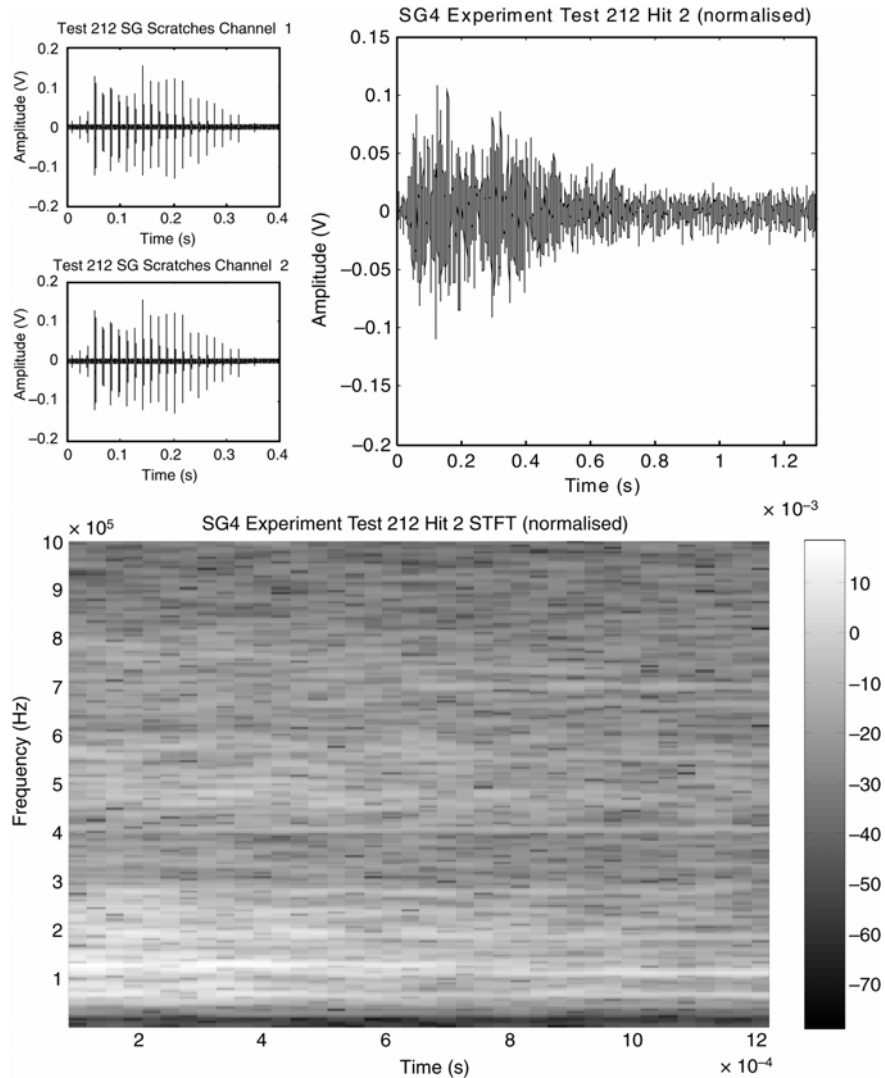 Test 212 SG Scratches Channel 1
0.2
0.1
0
−0.1
−0.2
Amplitude (V)
0 0.1 0.2 0.3 0.4
Time (s)
Test 212 SG Scratches Channel 2
0.2
0.1
0
−0.1
−0.2
Amplitude (V)
0 0.1 0.2 0.3 0.4
Time (s)
SG4 Experiment Test 212 Hit 2 (normalised)
0.15
0.1
0.05
0
−0.05
−0.1
−0.15
−0.2
Amplitude (V)
0 0.2 0.4 0.6 0.8 1 1.2
Time (s)
× 10⁻³
× 10⁵
SG4 Experiment Test 212 Hit 2 STFT (normalised)
10
9
8
7
6
5
4
3
2
1
Frequency (Hz)
2 4 6 8 10 12
Time (s)
× 10⁻⁴
10
0
−10
−20
−30
−40
−50
−60
−70